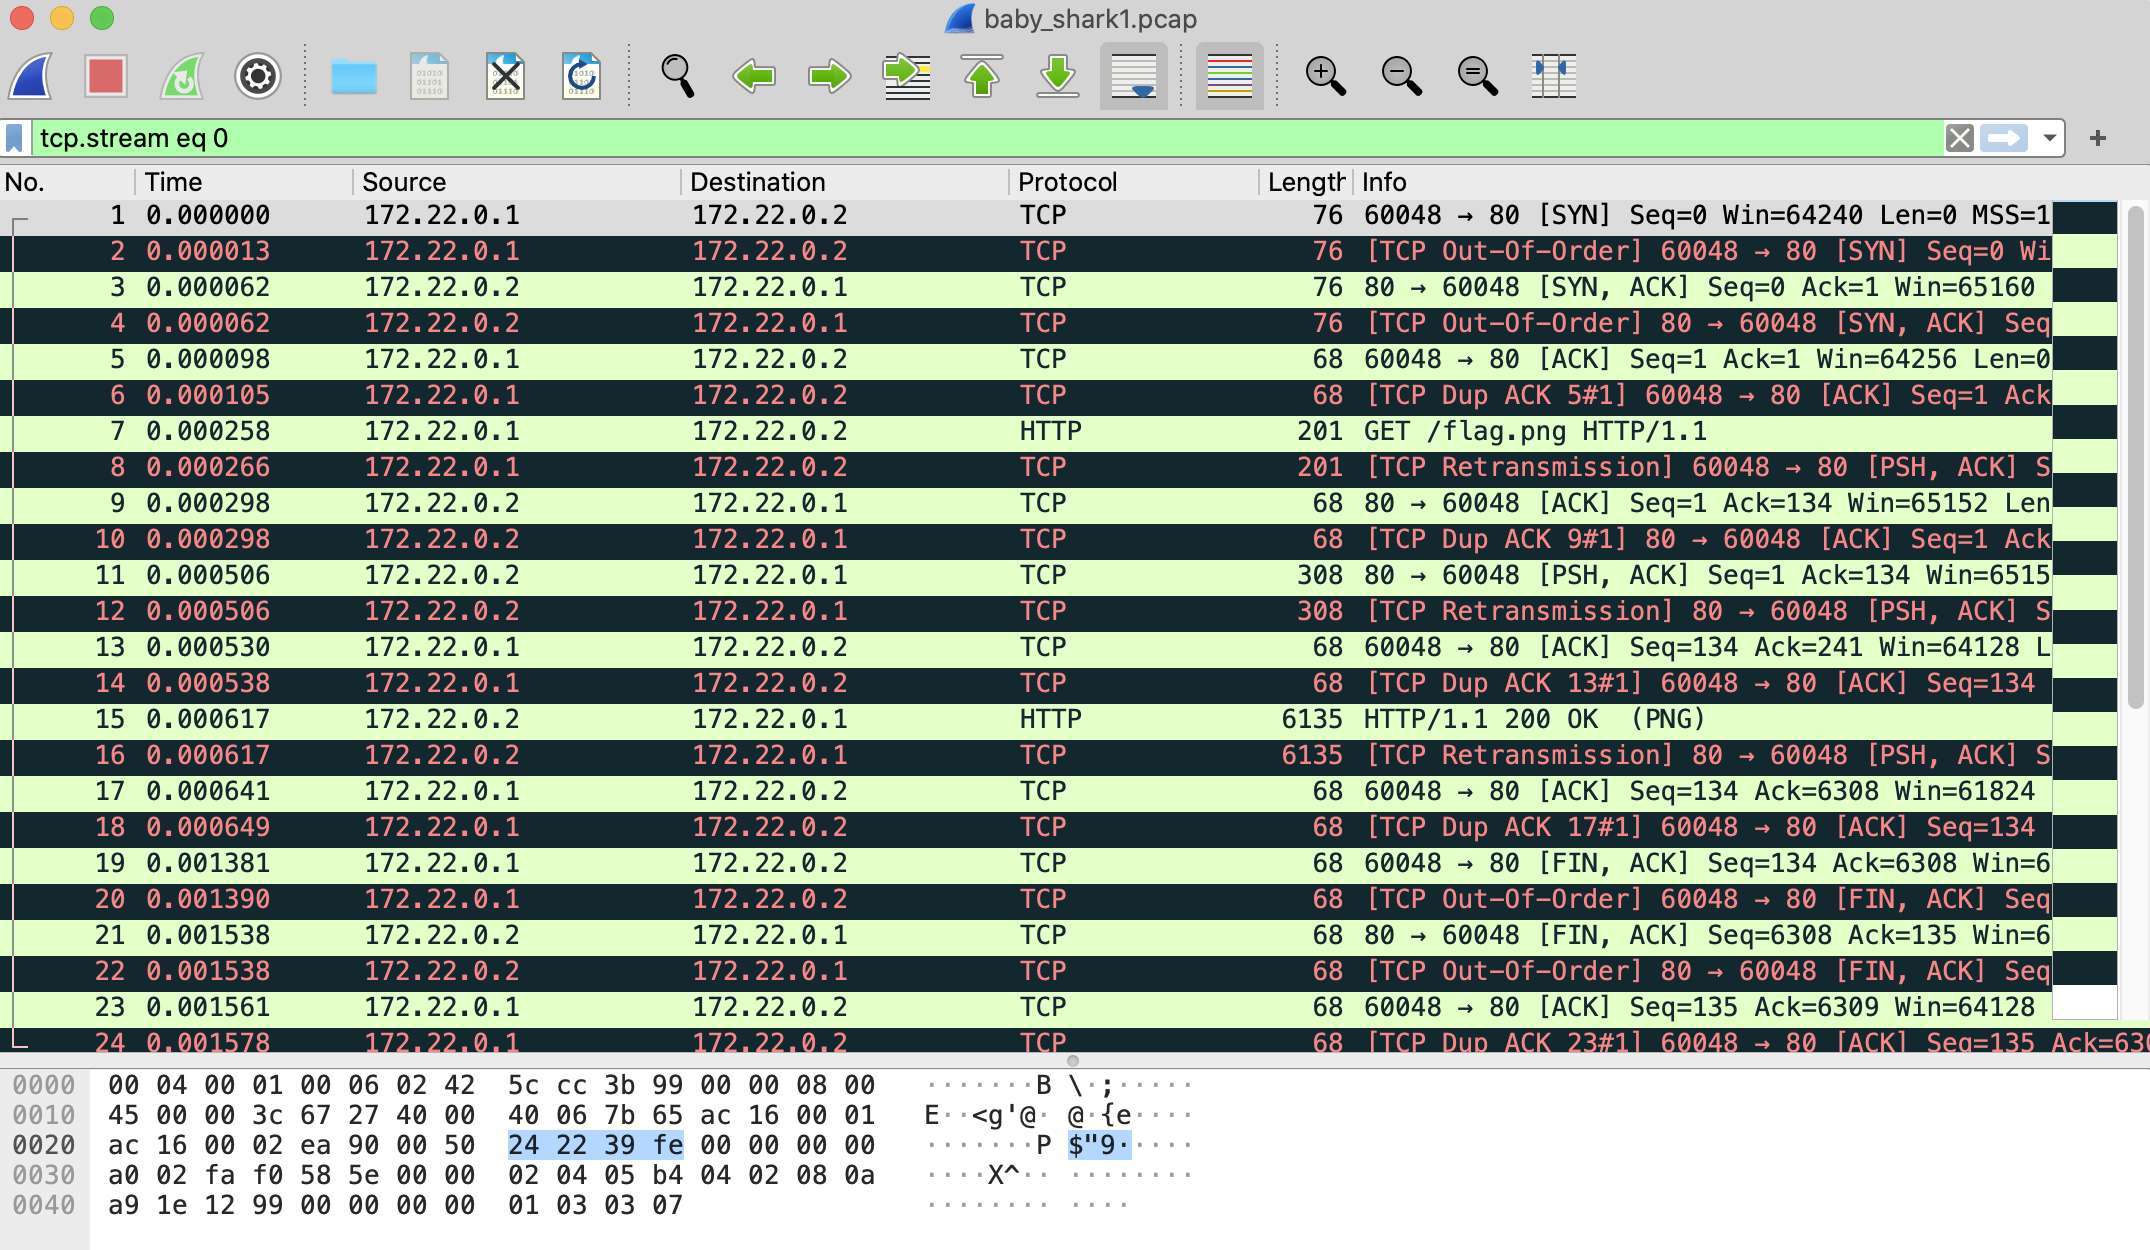 baby_shark1.pcap
tcp.stream eq 0
No. Time Source Destination Protocol Length Info
1 0.000000 172.22.0.1 172.22.0.2 TCP 76 60048 → 80 [SYN] Seq=0 Win=64240 Len=0 MSS=1
2 0.000013 172.22.0.1 172.22.0.2 TCP 76 [TCP Out-Of-Order] 60048 → 80 [SYN] Seq=0 Wi
3 0.000062 172.22.0.2 172.22.0.1 TCP 76 80 → 60048 [SYN, ACK] Seq=0 Ack=1 Win=65160
4 0.000062 172.22.0.2 172.22.0.1 TCP 76 [TCP Out-Of-Order] 80 → 60048 [SYN, ACK] Seq
5 0.000098 172.22.0.1 172.22.0.2 TCP 68 60048 → 80 [ACK] Seq=1 Ack=1 Win=64256 Len=0
6 0.000105 172.22.0.1 172.22.0.2 TCP 68 [TCP Dup ACK 5#1] 60048 → 80 [ACK] Seq=1 Ack
7 0.000258 172.22.0.1 172.22.0.2 HTTP 201 GET /flag.png HTTP/1.1
8 0.000266 172.22.0.1 172.22.0.2 TCP 201 [TCP Retransmission] 60048 → 80 [PSH, ACK] S
9 0.000298 172.22.0.2 172.22.0.1 TCP 68 80 → 60048 [ACK] Seq=1 Ack=134 Win=65152 Len
10 0.000298 172.22.0.2 172.22.0.1 TCP 68 [TCP Dup ACK 9#1] 80 → 60048 [ACK] Seq=1 Ack
11 0.000506 172.22.0.2 172.22.0.1 TCP 308 80 → 60048 [PSH, ACK] Seq=1 Ack=134 Win=6515
12 0.000506 172.22.0.2 172.22.0.1 TCP 308 [TCP Retransmission] 80 → 60048 [PSH, ACK] S
13 0.000530 172.22.0.1 172.22.0.2 TCP 68 60048 → 80 [ACK] Seq=134 Ack=241 Win=64128 L
14 0.000538 172.22.0.1 172.22.0.2 TCP 68 [TCP Dup ACK 13#1] 60048 → 80 [ACK] Seq=134
15 0.000617 172.22.0.2 172.22.0.1 HTTP 6135 HTTP/1.1 200 OK  (PNG)
16 0.000617 172.22.0.2 172.22.0.1 TCP 6135 [TCP Retransmission] 80 → 60048 [PSH, ACK] S
17 0.000641 172.22.0.1 172.22.0.2 TCP 68 60048 → 80 [ACK] Seq=134 Ack=6308 Win=61824
18 0.000649 172.22.0.1 172.22.0.2 TCP 68 [TCP Dup ACK 17#1] 60048 → 80 [ACK] Seq=134
19 0.001381 172.22.0.1 172.22.0.2 TCP 68 60048 → 80 [FIN, ACK] Seq=134 Ack=6308 Win=6
20 0.001390 172.22.0.1 172.22.0.2 TCP 68 [TCP Out-Of-Order] 60048 → 80 [FIN, ACK] Seq
21 0.001538 172.22.0.2 172.22.0.1 TCP 68 80 → 60048 [FIN, ACK] Seq=6308 Ack=135 Win=6
22 0.001538 172.22.0.2 172.22.0.1 TCP 68 [TCP Out-Of-Order] 80 → 60048 [FIN, ACK] Seq
23 0.001561 172.22.0.1 172.22.0.2 TCP 68 60048 → 80 [ACK] Seq=135 Ack=6309 Win=64128
24 0.001578 172.22.0.1 172.22.0.2 TCP 68 [TCP Dup ACK 23#1] 60048 → 80 [ACK] Seq=135 Ack=630
0000 00 04 00 01 00 06 02 42 5c cc 3b 99 00 00 08 00 ·······B \·;·····
0010 45 00 00 3c 67 27 40 00 40 06 7b 65 ac 16 00 01 E··<g'@· @·{e····
0020 ac 16 00 02 ea 90 00 50 24 22 39 fe 00 00 00 00 ·······P $"9·····
0030 a0 02 fa f0 58 5e 00 00 02 04 05 b4 04 02 08 0a ····X^·· ········
0040 a9 1e 12 99 00 00 00 00 01 03 03 07 ········ ····